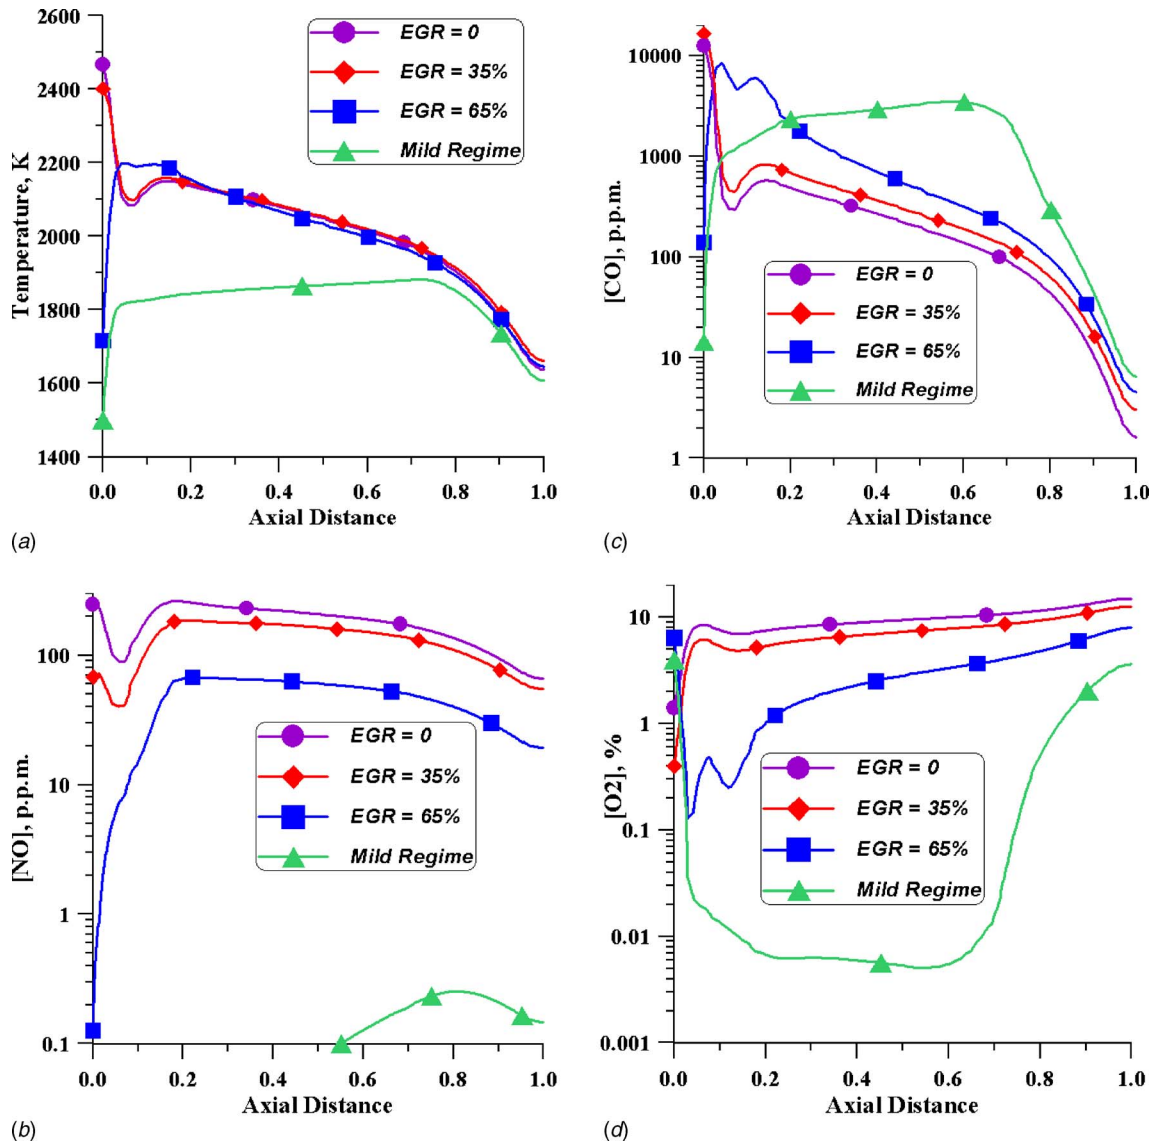 2600
2400
2200
2000
1800
1600
1400
Temperature, K
EGR = 0
EGR = 35%
EGR = 65%
Mild Regime
0.0 0.2 0.4 0.6 0.8 1.0
Axial Distance
(a)
10000
1000
100
10
1
[CO], p.p.m.
EGR = 0
EGR = 35%
EGR = 65%
Mild Regime
0.0 0.2 0.4 0.6 0.8 1.0
Axial Distance
(c)
100
10
1
0.1
[NO], p.p.m.
EGR = 0
EGR = 35%
EGR = 65%
Mild Regime
0.0 0.2 0.4 0.6 0.8 1.0
Axial Distance
(b)
10
1
0.1
0.01
0.001
[O2], %
EGR = 0
EGR = 35%
EGR = 65%
Mild Regime
0.0 0.2 0.4 0.6 0.8 1.0
Axial Distance
(d)